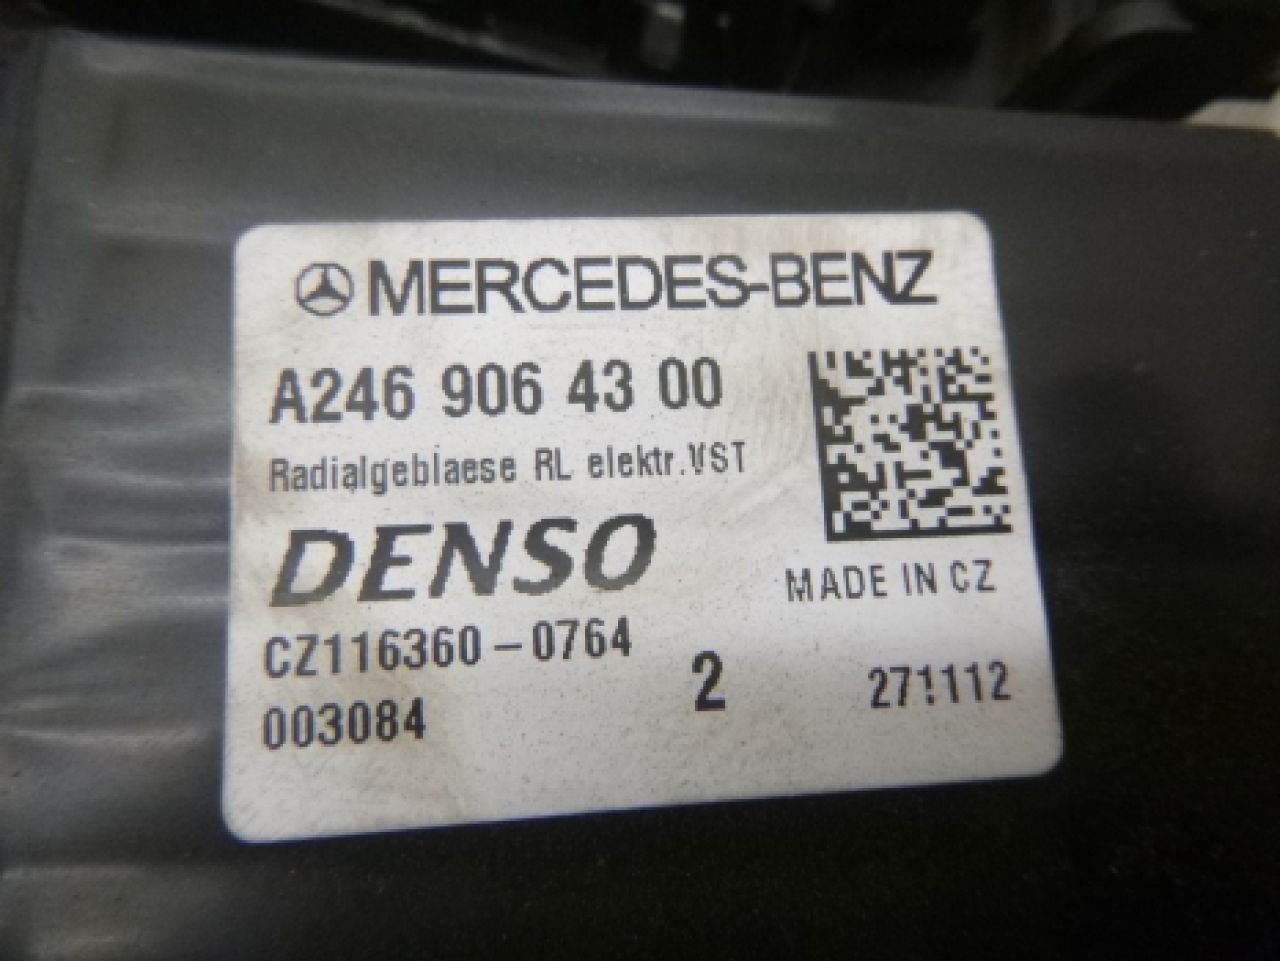 MERCEDES-BENZ
A246 906 43 00
Radialgeblaese RL elektr.VST
DENSO
MADE IN CZ
CZ116360-0764
003084
2
271112